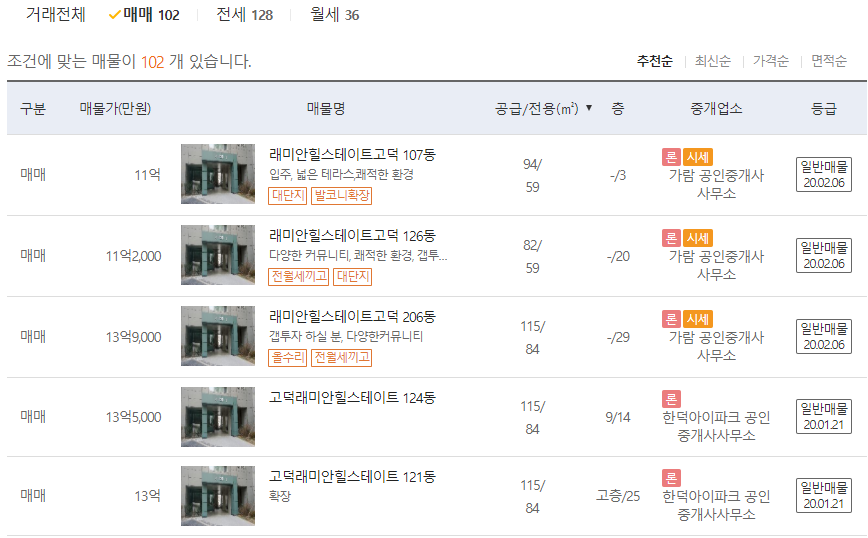 거래전체 매매 102 전세 128 월세 36
조건에 맞는 매물이 102 개 있습니다. 추천순 최신순 가격순 면적순
구분 매물가(만원) 매물명 공급/전용(㎡) ▼ 층 중개업소 등급
매매 11억 래미안힐스테이트고덕 107동
입주, 넓은 테라스,쾌적한 환경
대단지 발코니확장
94/
59
-/3
론 시세
가람 공인중개사
사무소
일반매물
20.02.06
매매 11억2,000 래미안힐스테이트고덕 126동
다양한 커뮤니티, 쾌적한 환경, 갭투...
전월세끼고 대단지
82/
59
-/20
론 시세
가람 공인중개사
사무소
일반매물
20.02.06
매매 13억9,000 래미안힐스테이트고덕 206동
갭투자 하실 분, 다양한커뮤니티
올수리 전월세끼고
115/
84
-/29
론 시세
가람 공인중개사
사무소
일반매물
20.02.06
매매 13억5,000 고덕래미안힐스테이트 124동
115/
84
9/14
론
한덕아이파크 공인
중개사사무소
일반매물
20.01.21
매매 13억 고덕래미안힐스테이트 121동
확장
115/
84
고층/25
론
한덕아이파크 공인
중개사사무소
일반매물
20.01.21